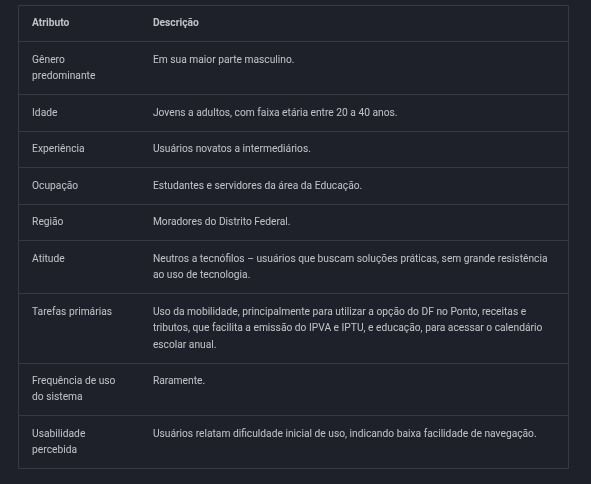 Atributo Descrição
Gênero predominante Em sua maior parte masculino.
Idade Jovens a adultos, com faixa etária entre 20 a 40 anos.
Experiência Usuários novatos a intermediários.
Ocupação Estudantes e servidores da área da Educação.
Região Moradores do Distrito Federal.
Atitude Neutros a tecnófilos – usuários que buscam soluções práticas, sem grande resistência
ao uso de tecnologia.
Tarefas primárias Uso da mobilidade, principalmente para utilizar a opção do DF no Ponto, receitas e
tributos, que facilita a emissão do IPVA e IPTU, e educação, para acessar o calendário
escolar anual.
Frequência de uso do sistema Raramente.
Usabilidade percebida Usuários relatam dificuldade inicial de uso, indicando baixa facilidade de navegação.